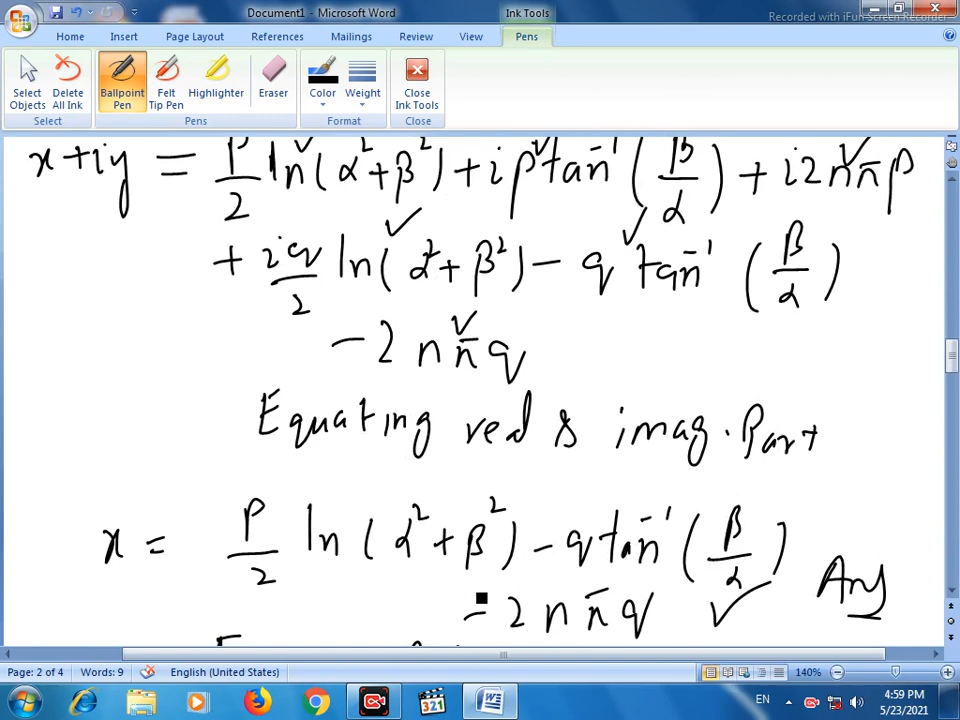 Document1 - Microsoft Word
Ink Tools
Recorded with iFun Screen Recorder
Home Insert Page Layout References Mailings Review View Pens
Select Objects
Delete All Ink
Ballpoint Pen
Felt Tip Pen
Highlighter
Eraser
Color
Weight
Close Ink Tools
Select Pens Format Close
x+iy = p/2 ln(α²+β²) + ip tan⁻¹(β/α) + i2nπp
+ iq/2 ln(α²+β²) - q tan⁻¹(β/α)
- 2nπq
Equating real & imag. Part
x = p/2 ln(α²+β²) - q tan⁻¹(β/α)
- 2nπq ✓ Ans
Page: 2 of 4 Words: 9 English (United States) 140%
321
EN 4:59 PM
5/23/2021